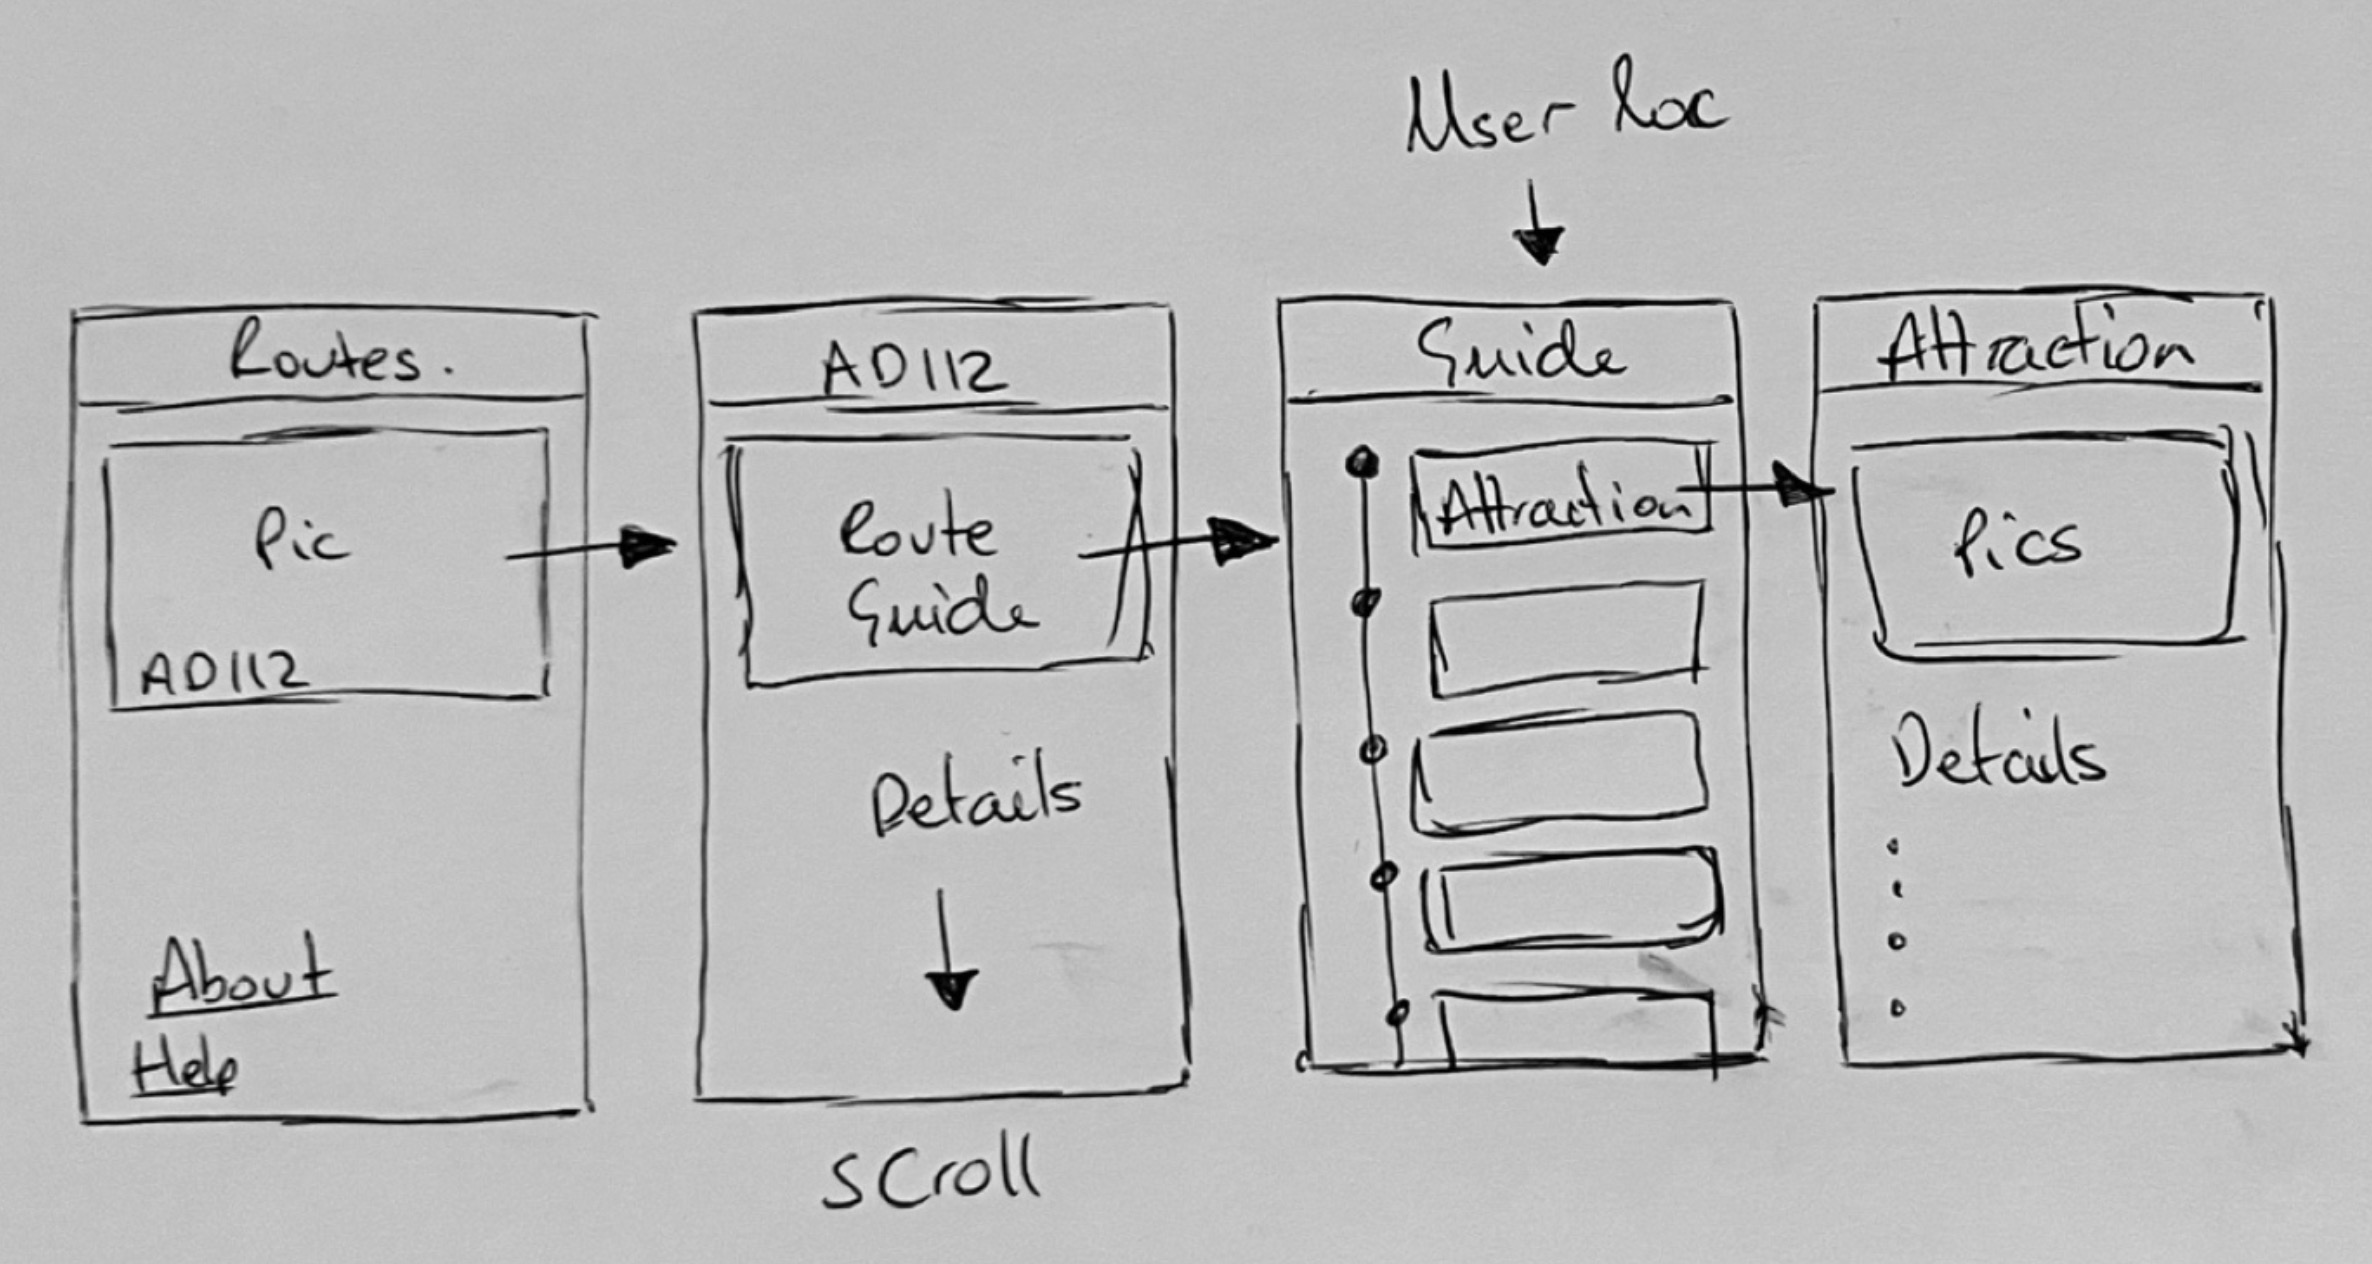 User Loc
Routes.
Pic
AD112
About
Help
AD112
Route
Guide
Details
scroll
Guide
Attraction
Attraction
Pics
Details